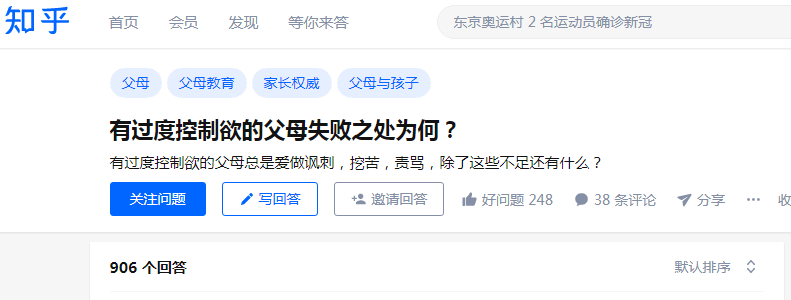 知乎 首页 会员 发现 等你来答 东京奥运村 2 名运动员确诊新冠
父母 父母教育 家长权威 父母与孩子
有过度控制欲的父母失败之处为何？
有过度控制欲的父母总是爱做讽刺，挖苦，责骂，除了这些不足还有什么？
关注问题 写回答 邀请回答 好问题 248 38 条评论 分享 ··· 收
906 个回答 默认排序